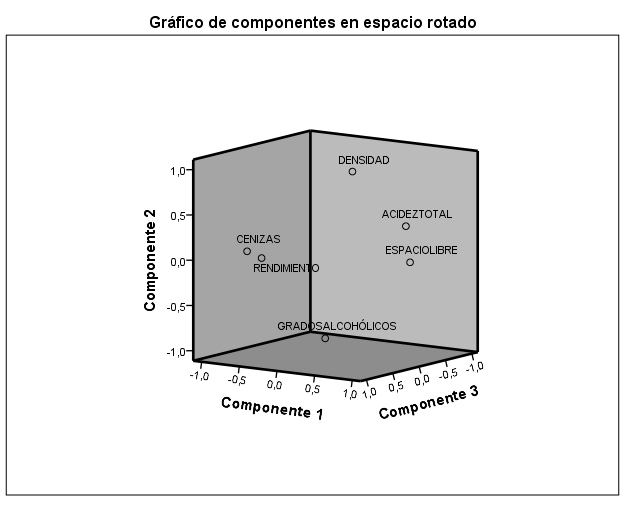 Gráfico de componentes en espacio rotado
DENSIDAD
ACIDEZTOTAL
CENIZAS
ESPACIOLIBRE
RENDIMIENTO
GRADOSALCOHÓLICOS
Componente 2
1,0
0,5
0,0
-0,5
-1,0
-1,0
-0,5
0,0
0,5
1,0
Componente 1
1,0
0,5
0,0
-0,5
-1,0
Componente 3